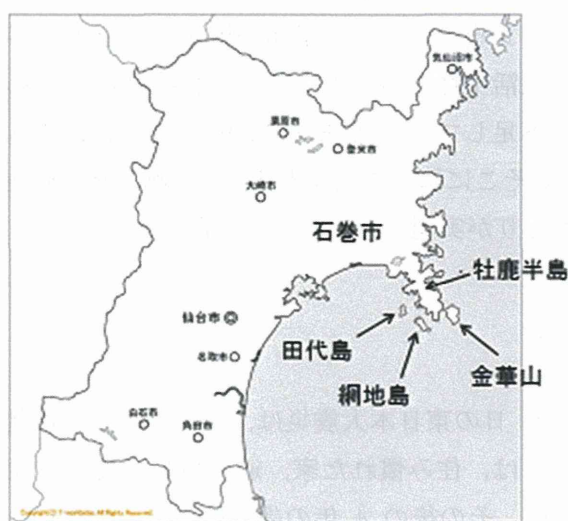 気仙沼市
栗原市
登米市
大崎市
石巻市
牡鹿半島
仙台市
田代島
名取市
金華山
網地島
白石市
角田市